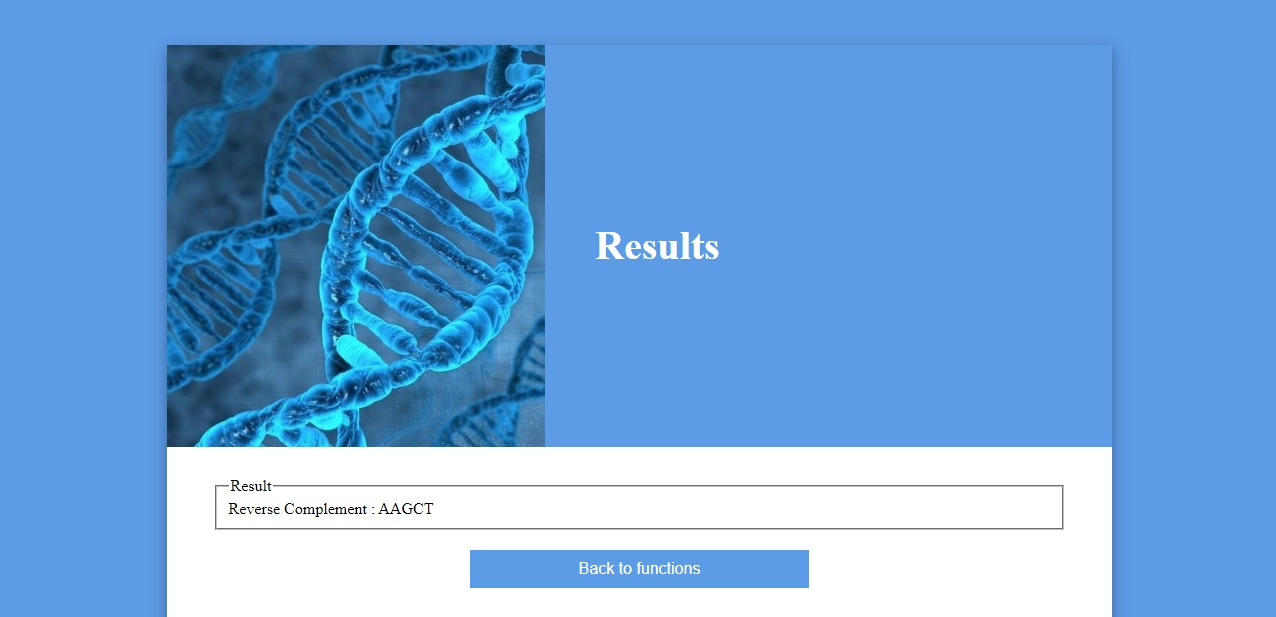 Results
Result
Reverse Complement : AAGCT
Back to functions